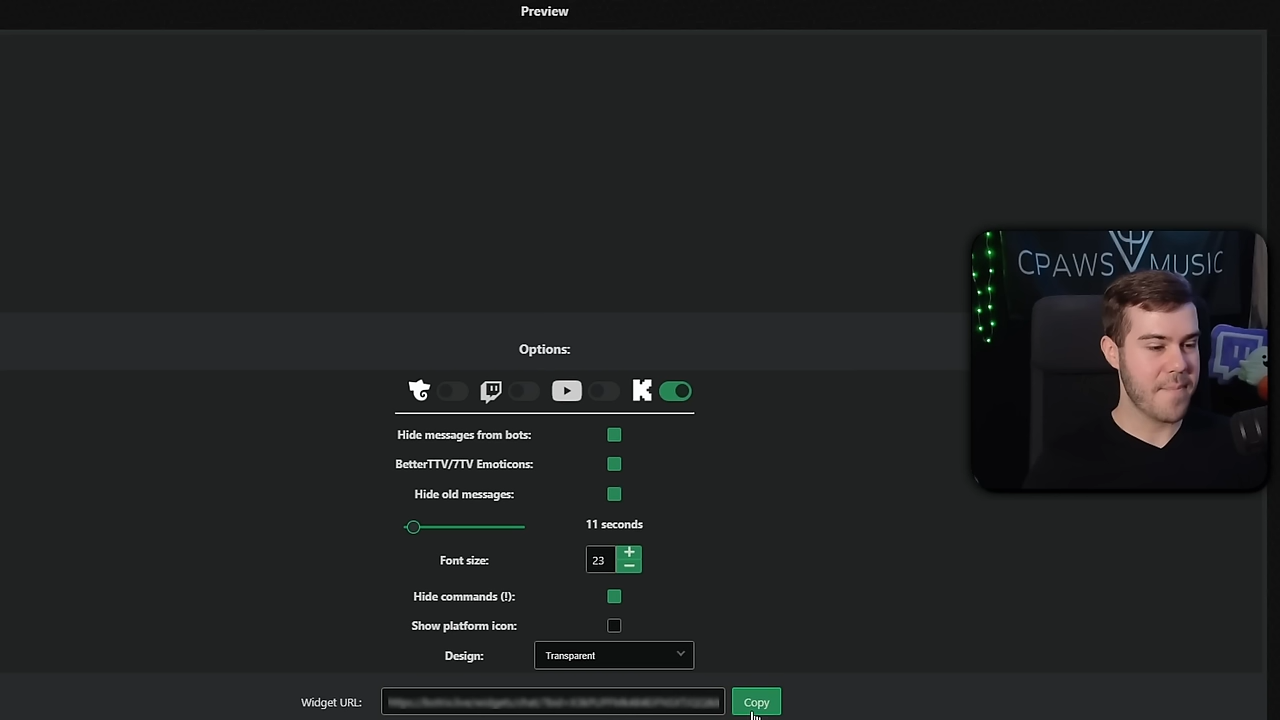 Preview
CPAWS MUSIC
Options:
Hide messages from bots:
BetterTTV/7TV Emoticons:
Hide old messages:
11 seconds
Font size:
23
Hide commands (!):
Show platform icon:
Design:
Transparent
Widget URL:
Copy